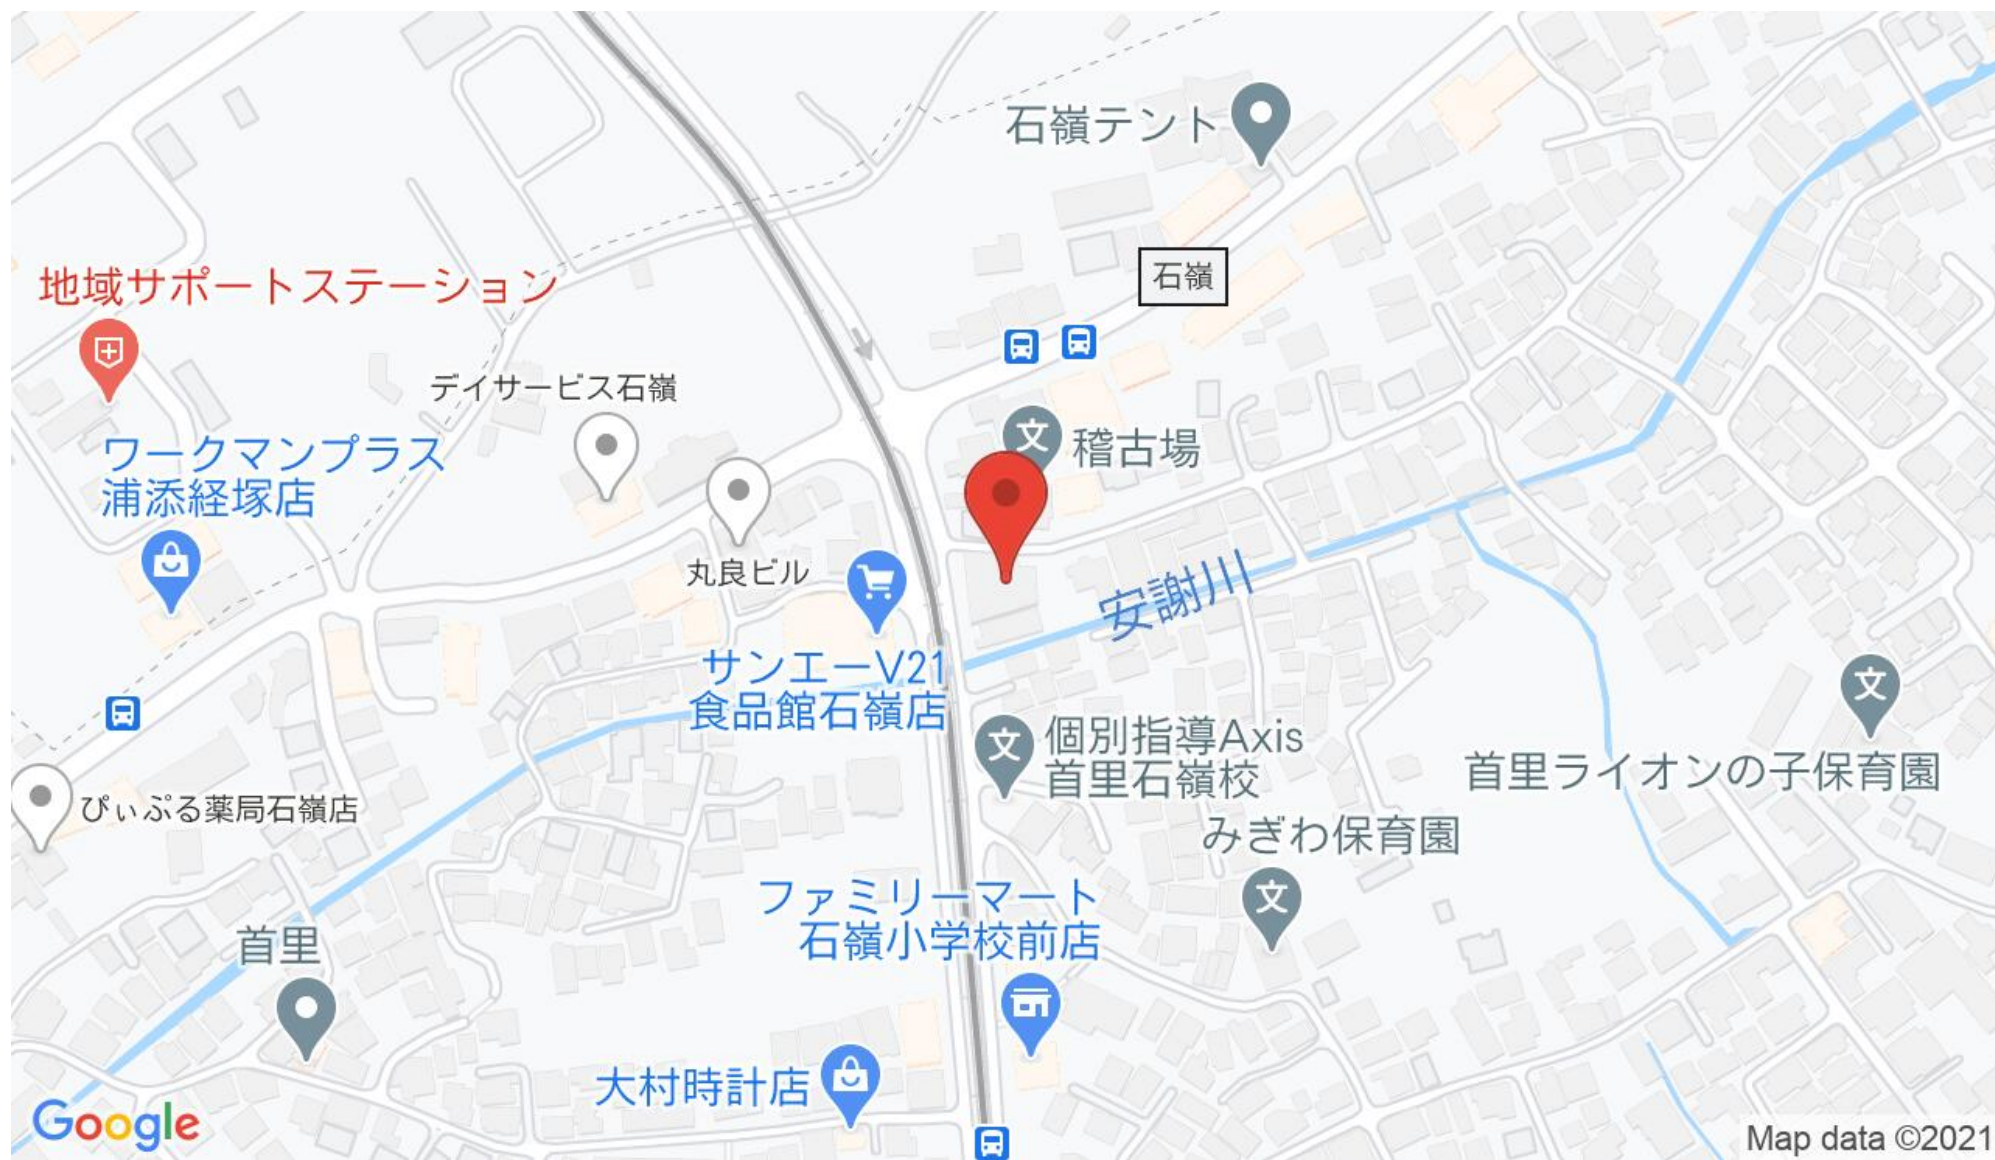 石嶺テント
石嶺
地域サポートステーション
デイサービス石嶺
ワークマンプラス
浦添経塚店
文
稽古場
丸良ビル
安謝川
サンエーV21
食品館石嶺店
文
個別指導Axis
首里石嶺校
文
首里ライオンの子保育園
ぴぃぷる薬局石嶺店
みぎわ保育園
文
ファミリーマート
石嶺小学校前店
首里
大村時計店
Google
Map data ©2021